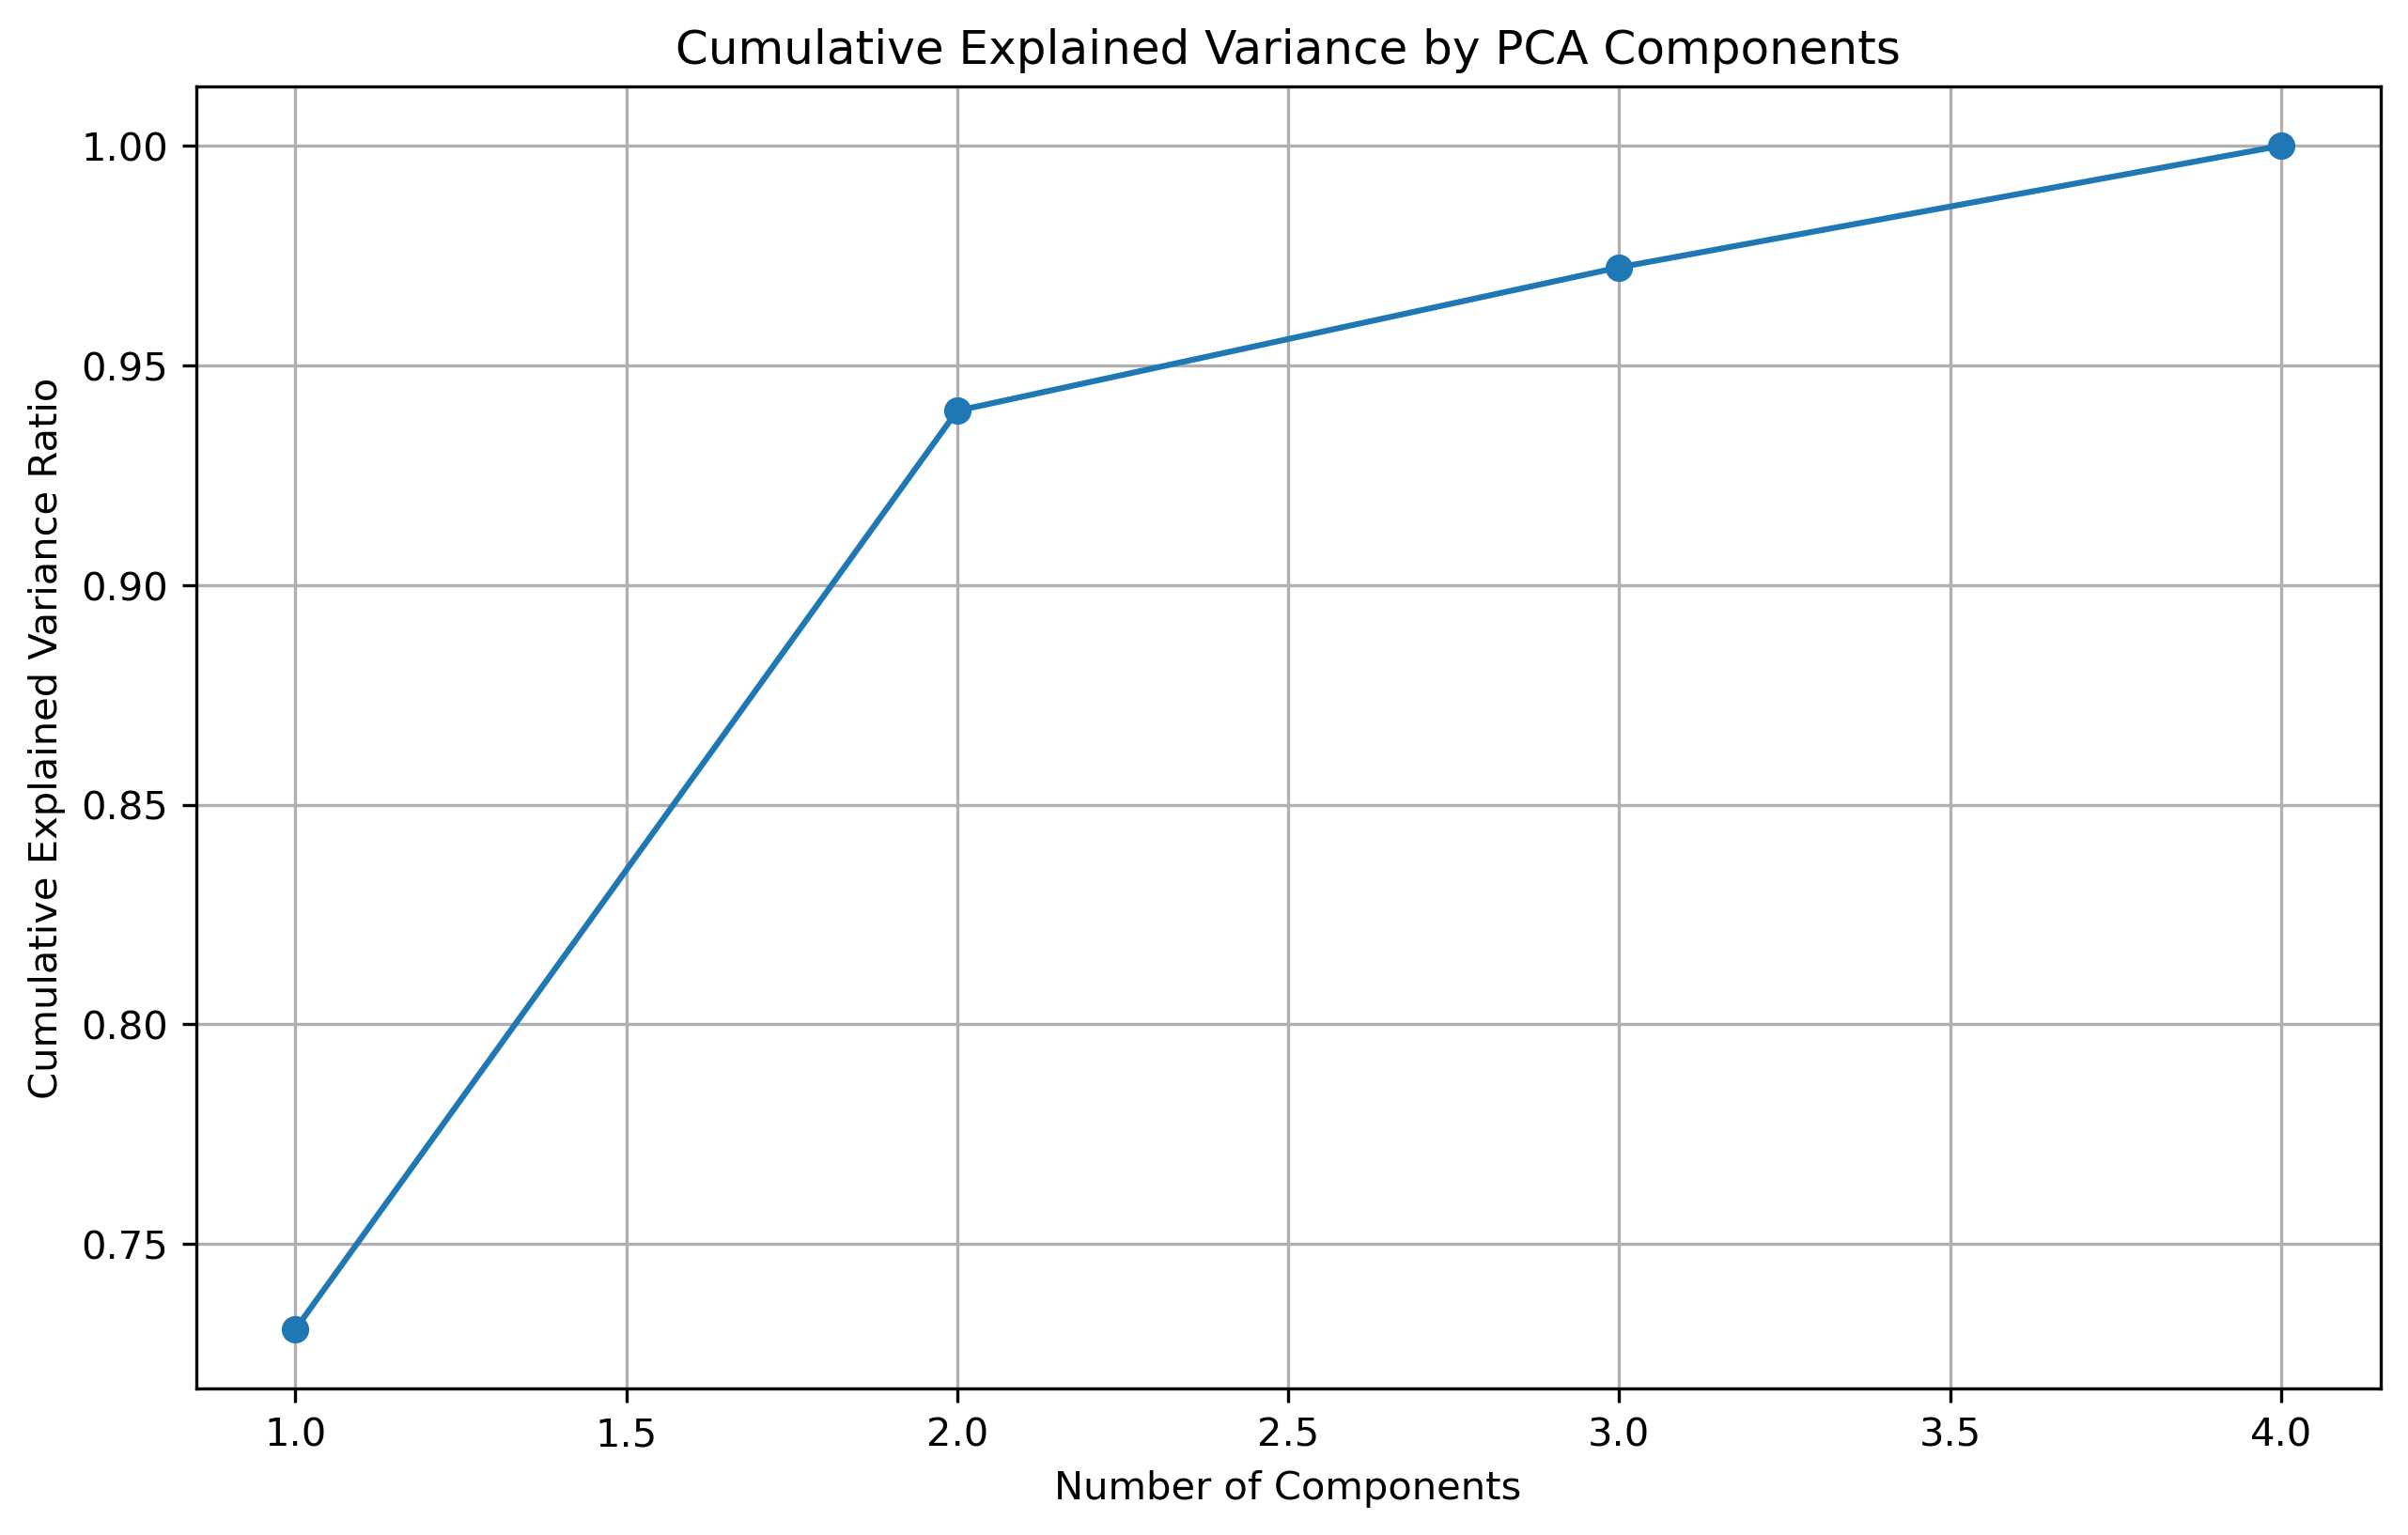 Cumulative Explained Variance by PCA Components
Cumulative Explained Variance Ratio
1.00
0.95
0.90
0.85
0.80
0.75
1.0 1.5 2.0 2.5 3.0 3.5 4.0
Number of Components